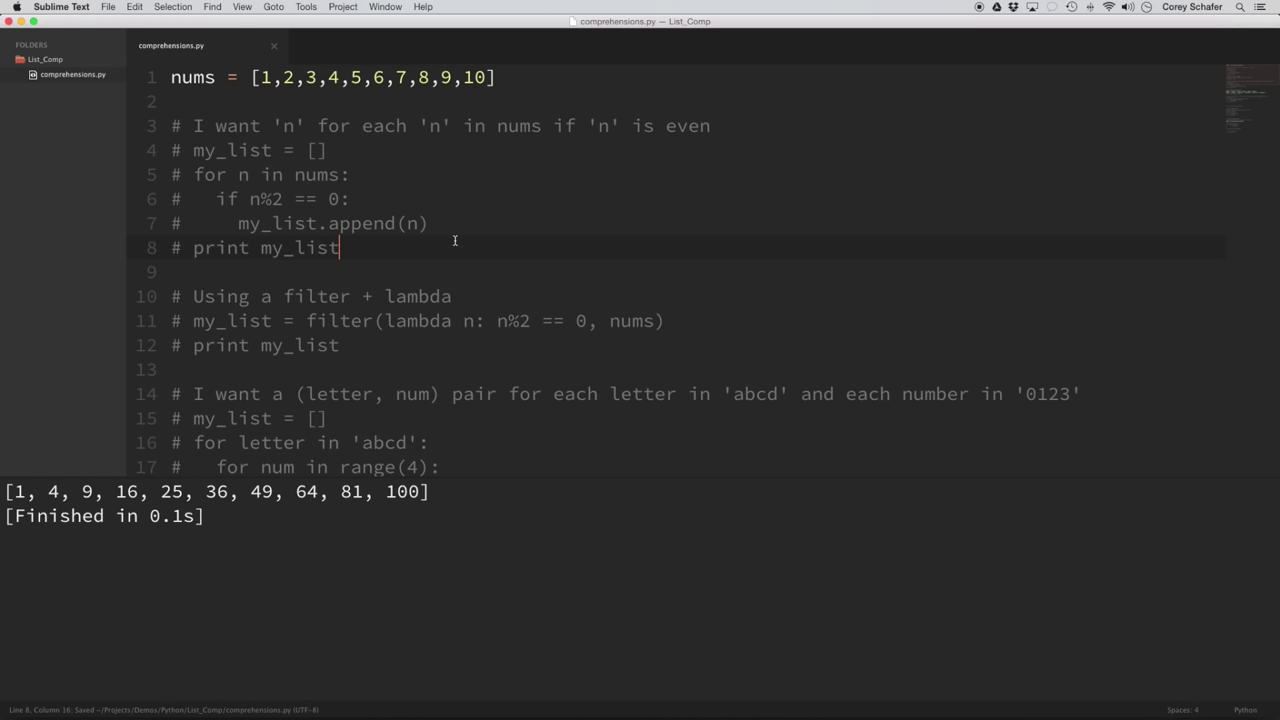 Sublime Text File Edit Selection Find View Goto Tools Project Window Help Corey Schafer
comprehensions.py — List_Comp
FOLDERS
List_Comp
comprehensions.py
comprehensions.py
1 nums = [1,2,3,4,5,6,7,8,9,10]
2
3 # I want 'n' for each 'n' in nums if 'n' is even
4 # my_list = []
5 # for n in nums:
6 #   if n%2 == 0:
7 #     my_list.append(n)
8 # print my_list
9
10 # Using a filter + lambda
11 # my_list = filter(lambda n: n%2 == 0, nums)
12 # print my_list
13
14 # I want a (letter, num) pair for each letter in 'abcd' and each number in '0123'
15 # my_list = []
16 # for letter in 'abcd':
17 #   for num in range(4):
[1, 4, 9, 16, 25, 36, 49, 64, 81, 100]
[Finished in 0.1s]
Line 8, Column 16; Saved ~/Projects/Demos/Python/List_Comp/comprehensions.py (UTF-8) Spaces: 4 Python